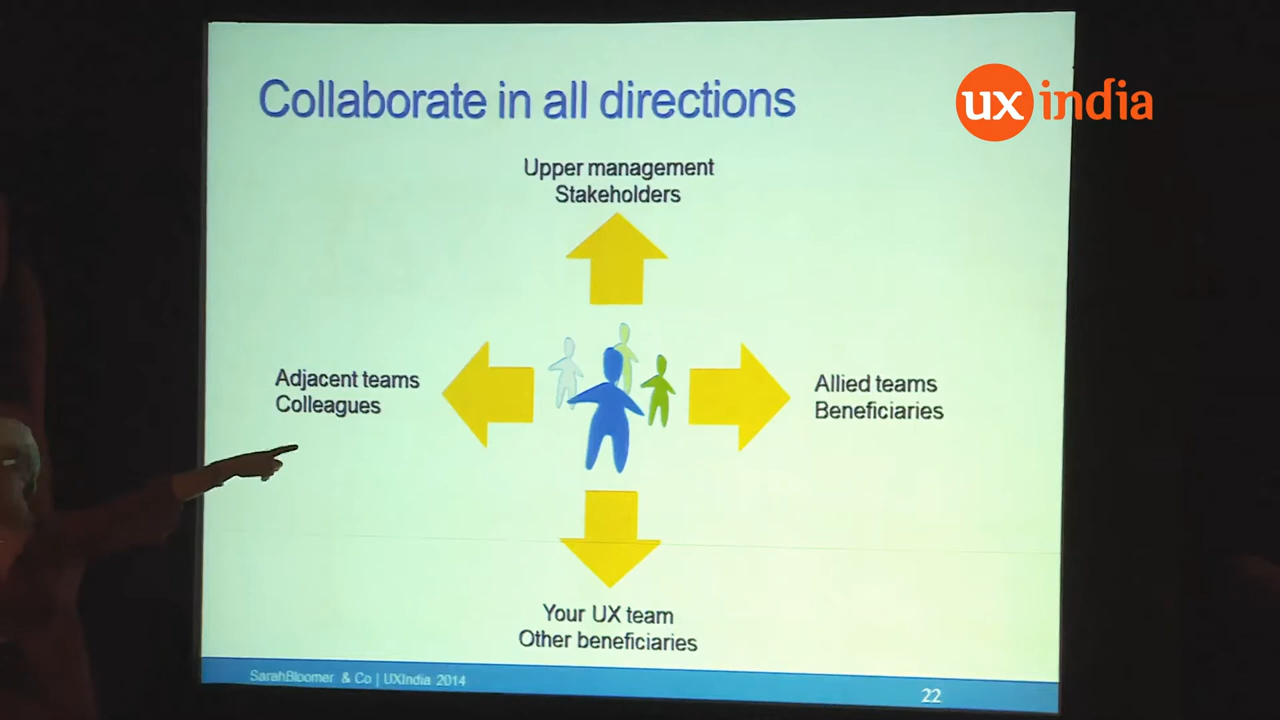 Collaborate in all directions
ux india
Upper management
Stakeholders
Adjacent teams
Colleagues
Allied teams
Beneficiaries
Your UX team
Other beneficiaries
SarahBloomer & Co | UXIndia 2014
22